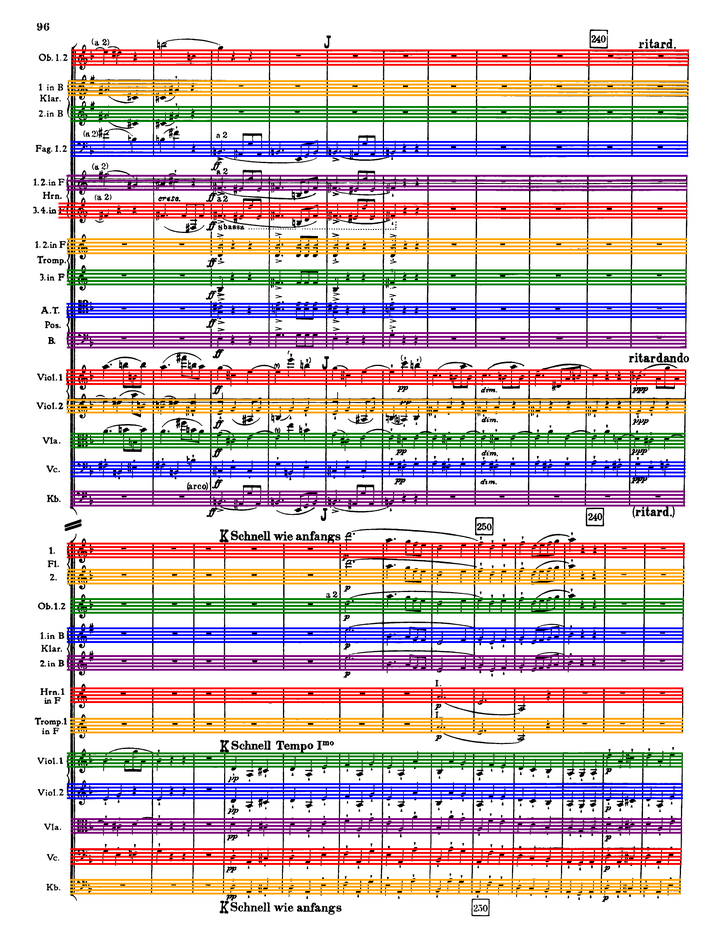 96
J 240 ritard.
(a 2)
Ob. 1.2
1 in B
Klar.
2. in B
(a 2)
a 2
Fag. 1.2
ff
(a 2)
a 2
1.2. in F
Hrn.
ff
(a 2) cresc. a 2
3.4. in F
ff 8 bassa
1.2. in F
Tromp. ff
3. in F
ff
A.T.
Pos. ff
B.
ff
J ritardando
Viol. 1
ff pp dim. ppp
Viol. 2
ff pp dim. ppp
Vla.
ff pp dim. ppp
Vc.
(arco) ff pp dim. ppp
Kb.
ff
J 240 (ritard.)
K Schnell wie anfangs 250
1.
Fl. p
2.
p
a 2
Ob. 1.2
p
1. in B
Klar. p
2. in B
p
I.
Hrn. 1
in F p
I.
Tromp. 1
in F p
K Schnell Tempo Imo
Viol. 1
pp p
Viol. 2
pp p
Vla.
pp p
Vc.
pp p
Kb.
pp p
K Schnell wie anfangs 250